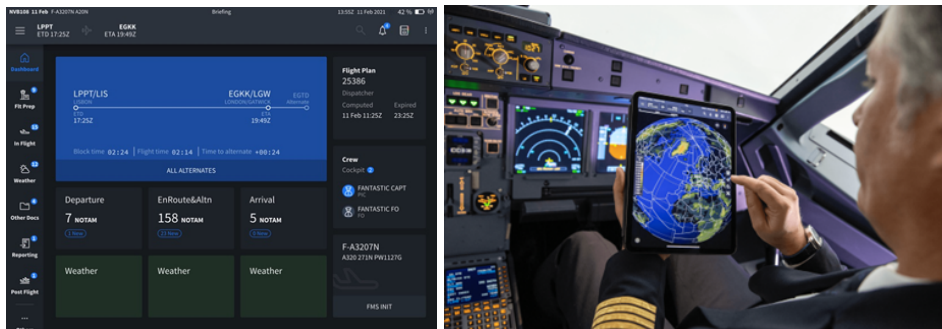 NVB108 11 Feb F-A3207N A20N
Briefing
13:55Z 11 Feb 2021
42 %
LPPT
ETD 17:25Z
EGKK
ETA 19:49Z
Dashboard
Flt Prep
In Flight
Weather
Other Docs
Reporting
Post Flight
LPPT/LIS
LISBON
ETD
17:25Z
EGKK/LGW
LONDON/GATWICK
ETA
19:49Z
EGTD
Alternate
Block time 02:24 | Flight time 02:14 | Time to alternate +00:24
ALL ALTERNATES
Departure
7 NOTAM
EnRoute&Altn
158 NOTAM
Arrival
5 NOTAM
Weather
Weather
Weather
Flight Plan
25386
Dispatcher
Computed Expired
11 Feb 11:25Z 23:25Z
Crew
Cockpit 2
FANTASTIC CAPT
FANTASTIC FO
F-A3207N
A320 271N PW1127G
FMS INIT